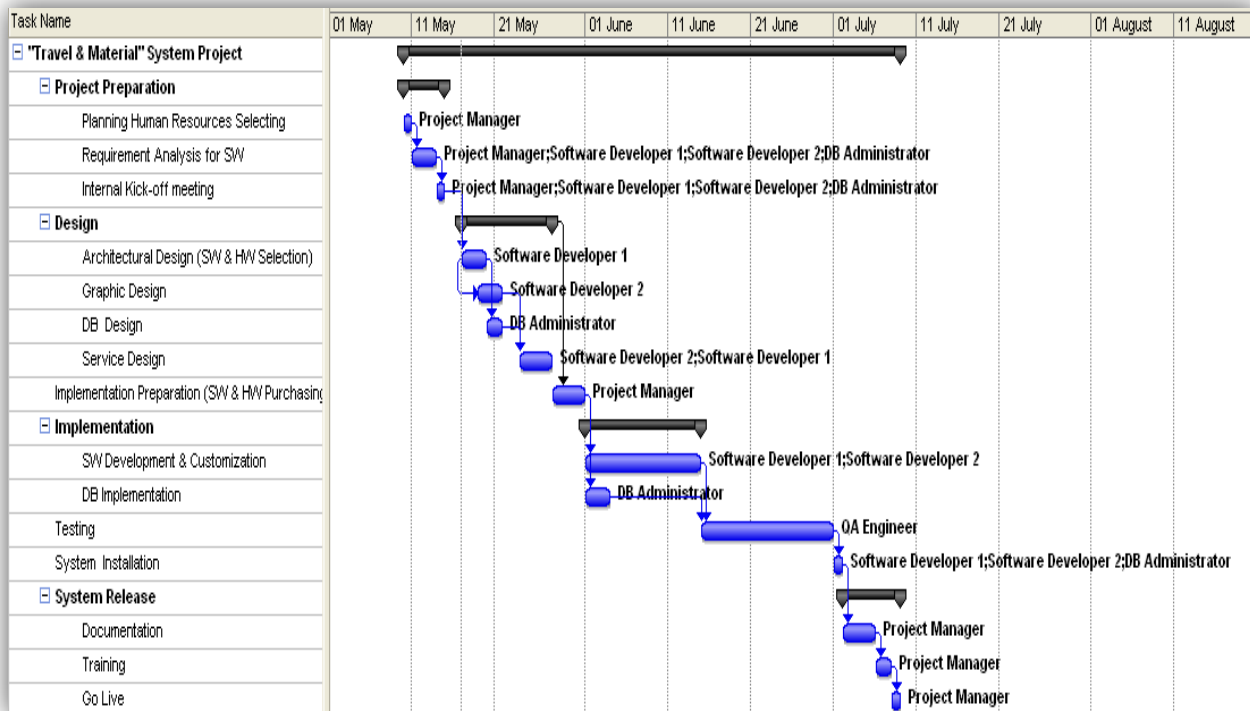 Task Name 01 May 11 May 21 May 01 June 11 June 21 June 01 July 11 July 21 July 01 August 11 August
"Travel & Material" System Project
Project Preparation
Planning Human Resources Selecting Project Manager
Requirement Analysis for SW Project Manager;Software Developer 1;Software Developer 2;DB Administrator
Internal Kick-off meeting Project Manager;Software Developer 1;Software Developer 2;DB Administrator
Design
Architectural Design (SW & HW Selection) Software Developer 1
Graphic Design Software Developer 2
DB Design DB Administrator
Service Design Software Developer 2;Software Developer 1
Implementation Preparation (SW & HW Purchasing Project Manager
Implementation
SW Development & Customization Software Developer 1;Software Developer 2
DB Implementation DB Administrator
Testing QA Engineer
System Installation Software Developer 1;Software Developer 2;DB Administrator
System Release
Documentation Project Manager
Training Project Manager
Go Live Project Manager